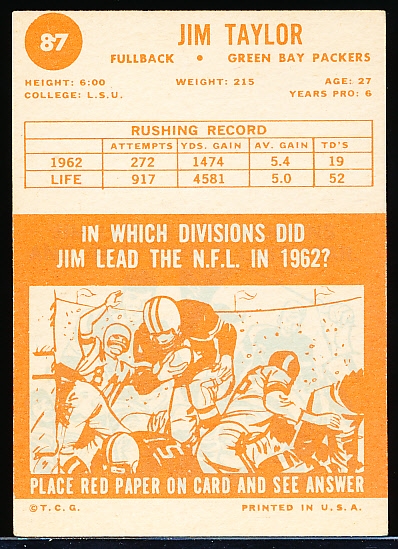 87
JIM TAYLOR
FULLBACK • GREEN BAY PACKERS
HEIGHT: 6:00 WEIGHT: 215 AGE: 27
COLLEGE: L.S.U. YEARS PRO: 6
RUSHING RECORD
ATTEMPTS YDS. GAIN AV. GAIN TD'S
1962 272 1474 5.4 19
LIFE 917 4581 5.0 52
IN WHICH DIVISIONS DID
JIM LEAD THE N.F.L. IN 1962?
PLACE RED PAPER ON CARD AND SEE ANSWER
© T.C.G. PRINTED IN U.S.A.